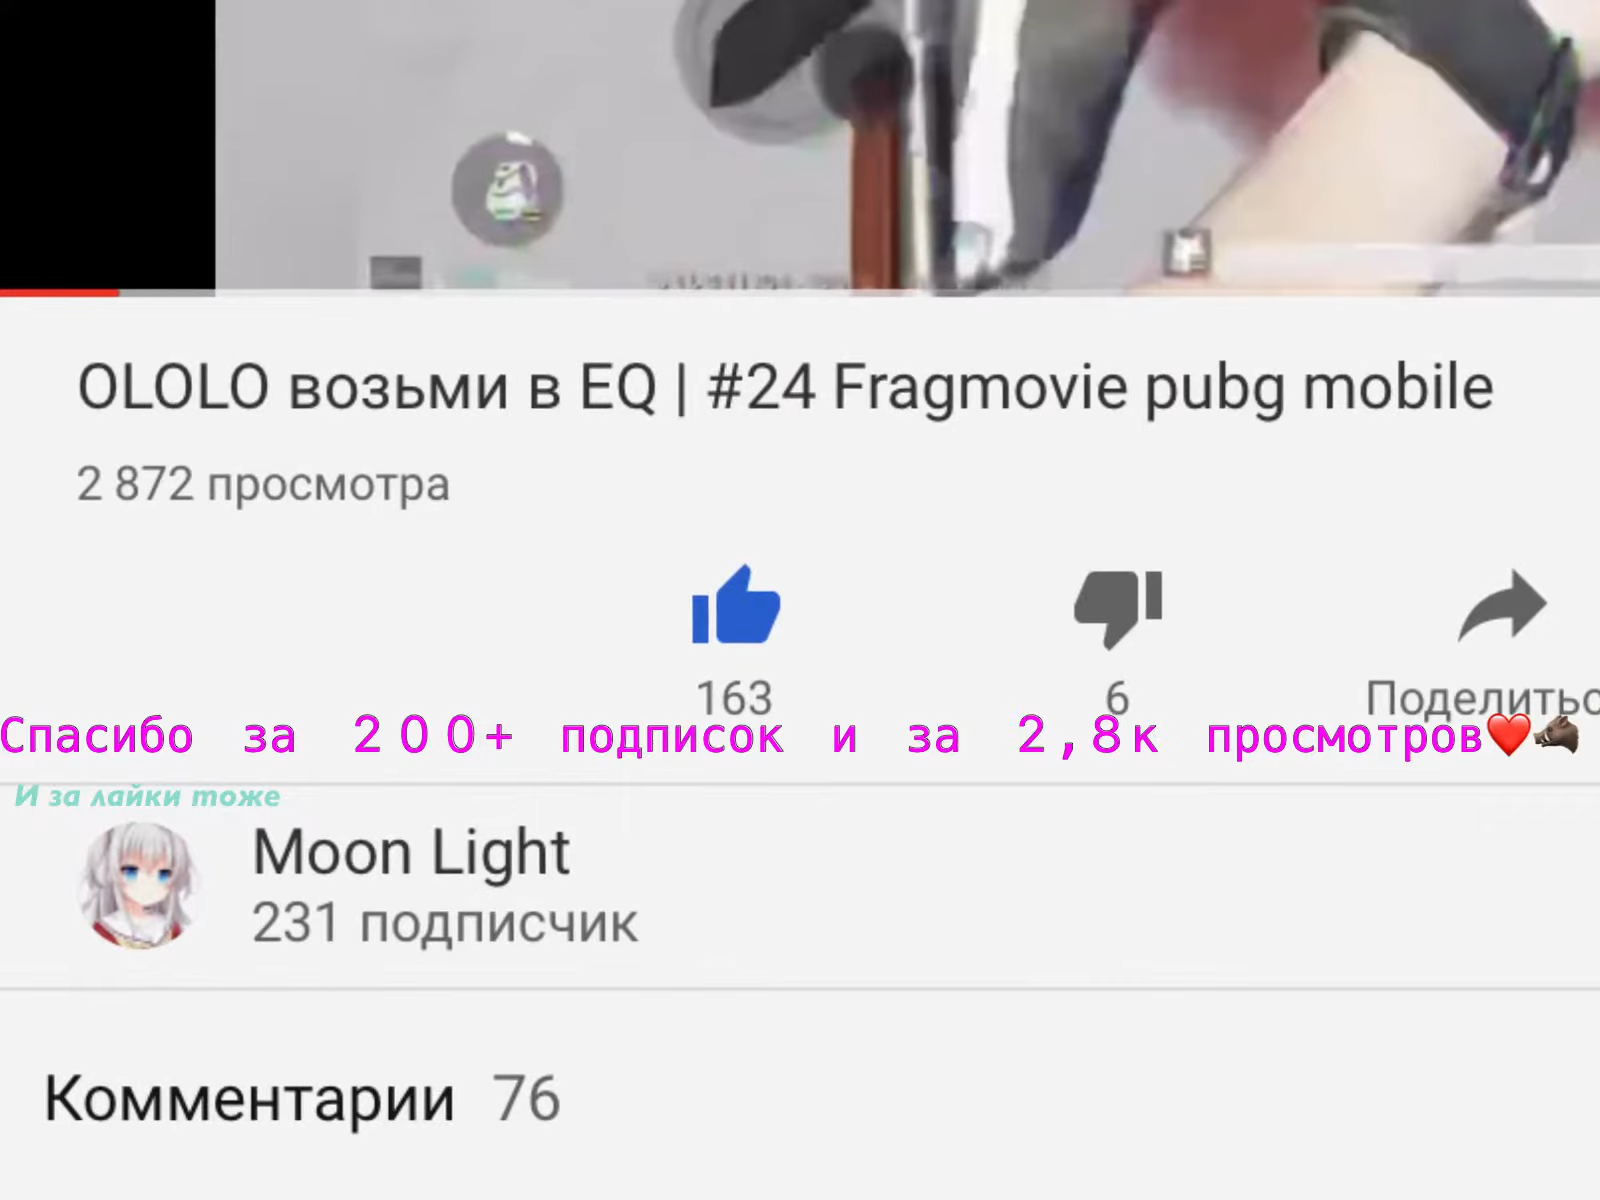 OLOLO возьми в EQ | #24 Fragmovie pubg mobile
2 872 просмотра
163
6
Поделитьс
Спасибо за 200+ подписок и за 2,8к просмотров❤️🐗
И за лайки тоже
Moon Light
231 подписчик
Комментарии 76